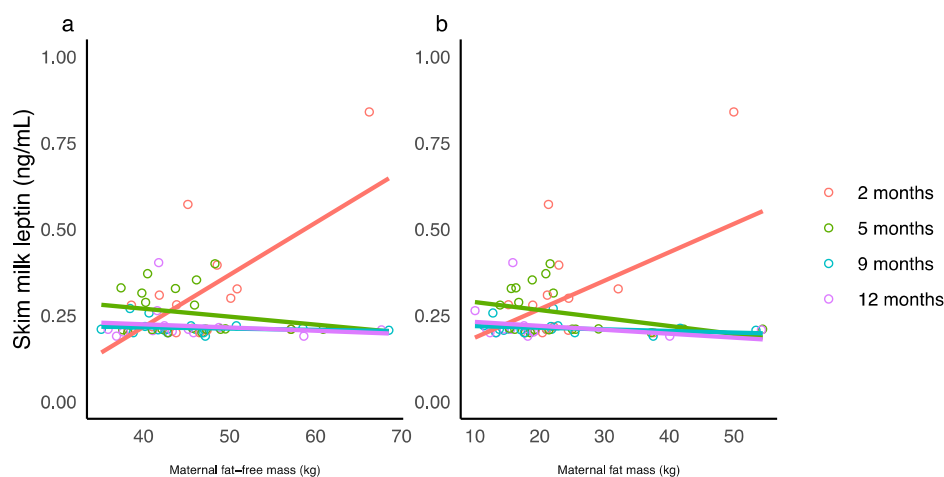 a
b
1.00
0.75
0.50
0.25
0.00
Skim milk leptin (ng/mL)
40
50
60
70
Maternal fat–free mass (kg)
1.00
0.75
0.50
0.25
0.00
10
20
30
40
50
Maternal fat mass (kg)
2 months
5 months
9 months
12 months